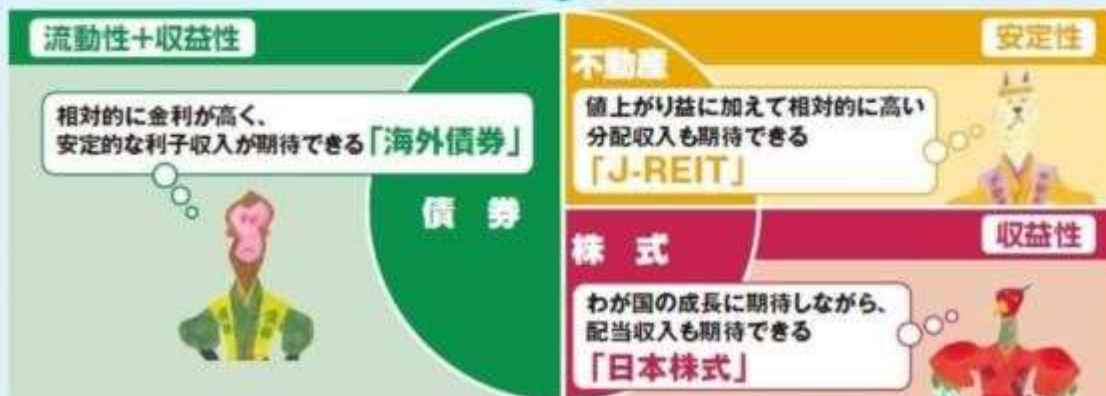 流動性+収益性
相対的に金利が高く、
安定的な利子収入が期待できる「海外債券」
債 券
不動産
安定性
値上がり益に加えて相対的に高い
分配収入も期待できる
「J-REIT」
株 式
収益性
わが国の成長に期待しながら、
配当収入も期待できる
「日本株式」